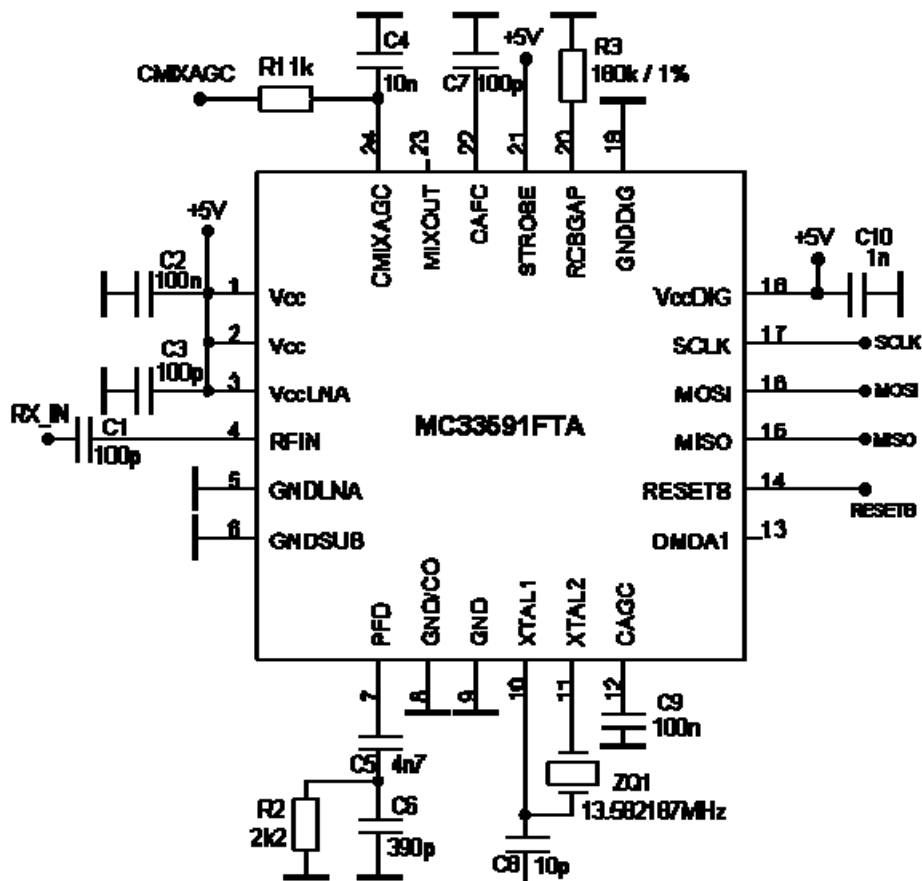 C4
10n
C7
100p
+5V
R3
180k / 1%
CMIXAGC
R1 1k
24
23
22
21
20
19
CMIXAGC
MIXOUT
CAFC
STROBE
RCBGAP
GNDDIG
+5V
C2
100n
1
Vcc
2
Vcc
C3
100p
3
VccLNA
RX_IN
C1
100p
4
RFIN
5
GNDLNA
6
GNDSUB
MC33591FTA
+5V
C10
1n
VccDIG
18
SCLK
17
SCLK
MOSI
16
MOSI
MISO
15
MISO
RESETB
14
RESETB
DMDA1
13
PFD
GNDVCO
GND
XTAL1
XTAL2
CAGC
7
8
9
10
11
12
C9
100n
C5
4n7
R2
2k2
C6
390p
ZQ1
13.582187MHz
C8
10p